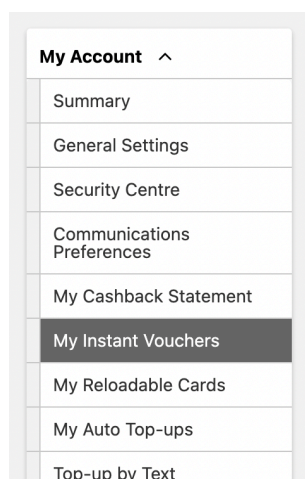 My Account
Summary
General Settings
Security Centre
Communications
Preferences
My Cashback Statement
My Instant Vouchers
My Reloadable Cards
My Auto Top-ups
Top-up by Text